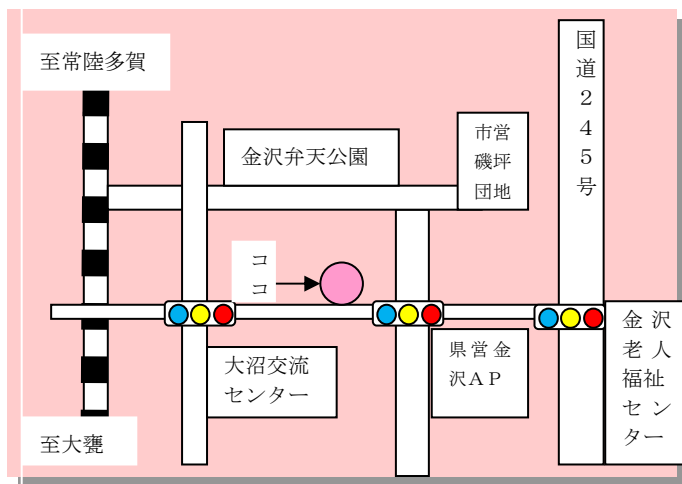 至常陸多賀
金沢弁天公園
市営
磯坪
団地
国道245号
ココ
大沼交流
センター
県営金
沢AP
金沢
老人
福祉
セン
ター
至大甕